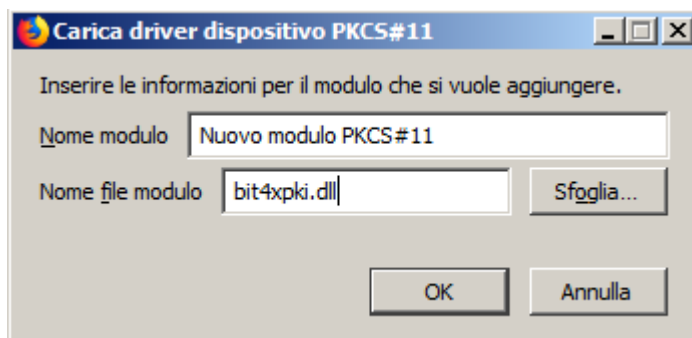 Carica driver dispositivo PKCS#11
Inserire le informazioni per il modulo che si vuole aggiungere.
Nome modulo Nuovo modulo PKCS#11
Nome file modulo bit4xpki.dll Sfoglia...
OK Annulla